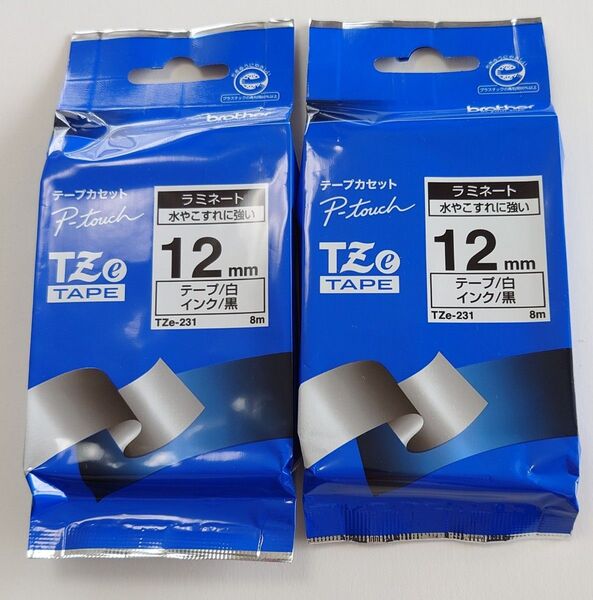 brother
テープカセット
P-touch
TZe
TAPE
ラミネート
水やこすれに強い
12mm
テープ/白
インク/黒
TZe-231 8m
brother
テープカセット
P-touch
TZe
TAPE
ラミネート
水やこすれに強い
12mm
テープ/白
インク/黒
TZe-231 8m